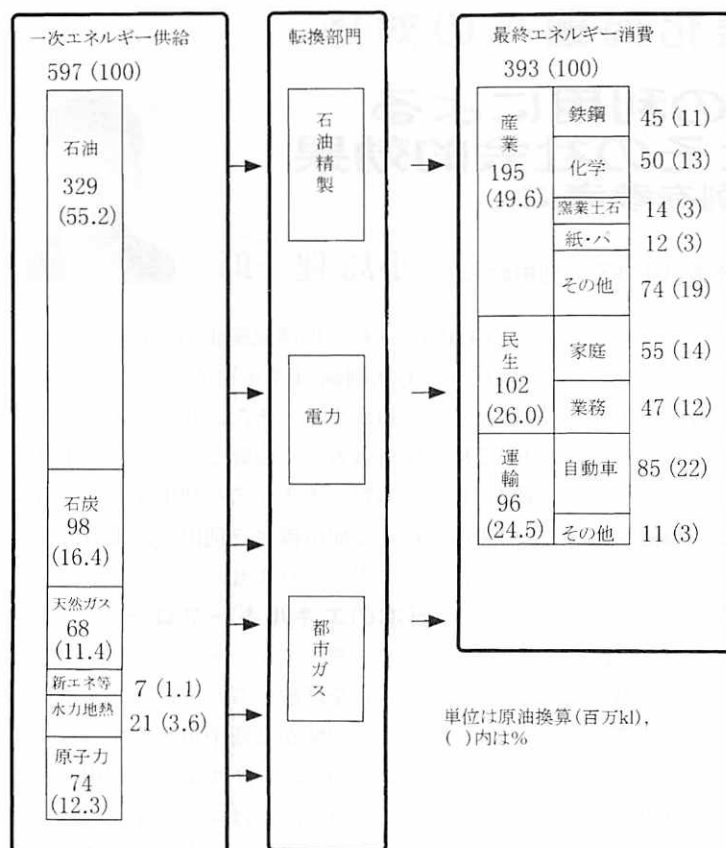 一次エネルギー供給
597 (100)
石油
329
(55.2)
石炭
98
(16.4)
天然ガス
68
(11.4)
新エネ等 7 (1.1)
水力地熱 21 (3.6)
原子力
74
(12.3)
転換部門
石油精製
電力
都市ガス
最終エネルギー消費
393 (100)
産業
195
(49.6)
鉄鋼 45 (11)
化学 50 (13)
窯業土石 14 (3)
紙・パ 12 (3)
その他 74 (19)
民生
102
(26.0)
家庭 55 (14)
業務 47 (12)
運輸
96
(24.5)
自動車 85 (22)
その他 11 (3)
単位は原油換算(百万kl),
( )内は%